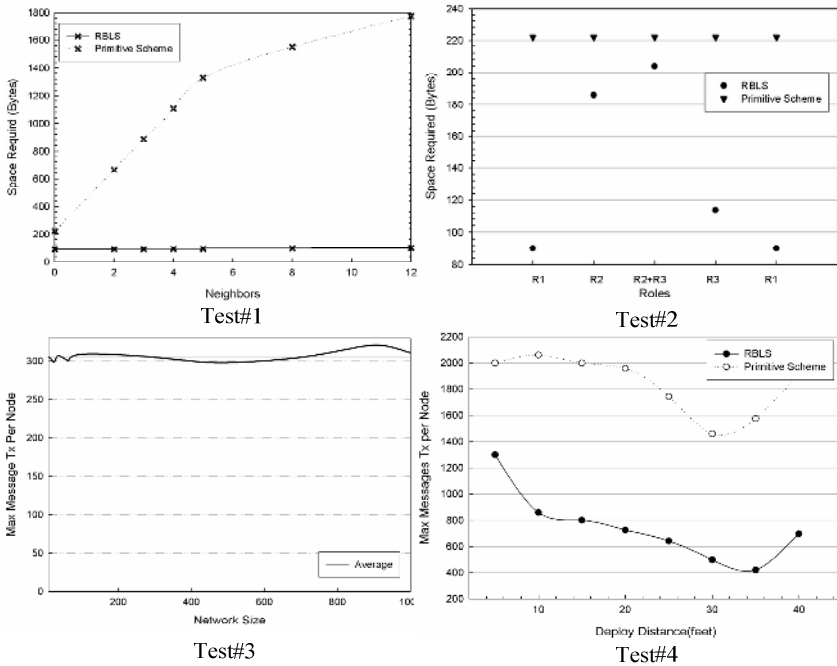 1800
1600
1400
1200
1000
800
600
400
200
0
Space Requird (Bytes)
RBLS
Primitive Scheme
0 2 4 6 8 10 12
Neighbors
Test#1
240
220
200
180
160
140
120
100
80
Space Required (Bytes)
RBLS
Primitive Scheme
R1 R2 R2+R3 R3 R1
Roles
Test#2
300
250
200
150
100
50
0
Max Message Tx Per Node
Average
200 400 600 800 100
Network Size
Test#3
2200
2000
1800
1600
1400
1200
1000
800
600
400
200
Max Messages Tx per Node
RBLS
Primitive Scheme
10 20 30 40
Deploy Distance(feet)
Test#4